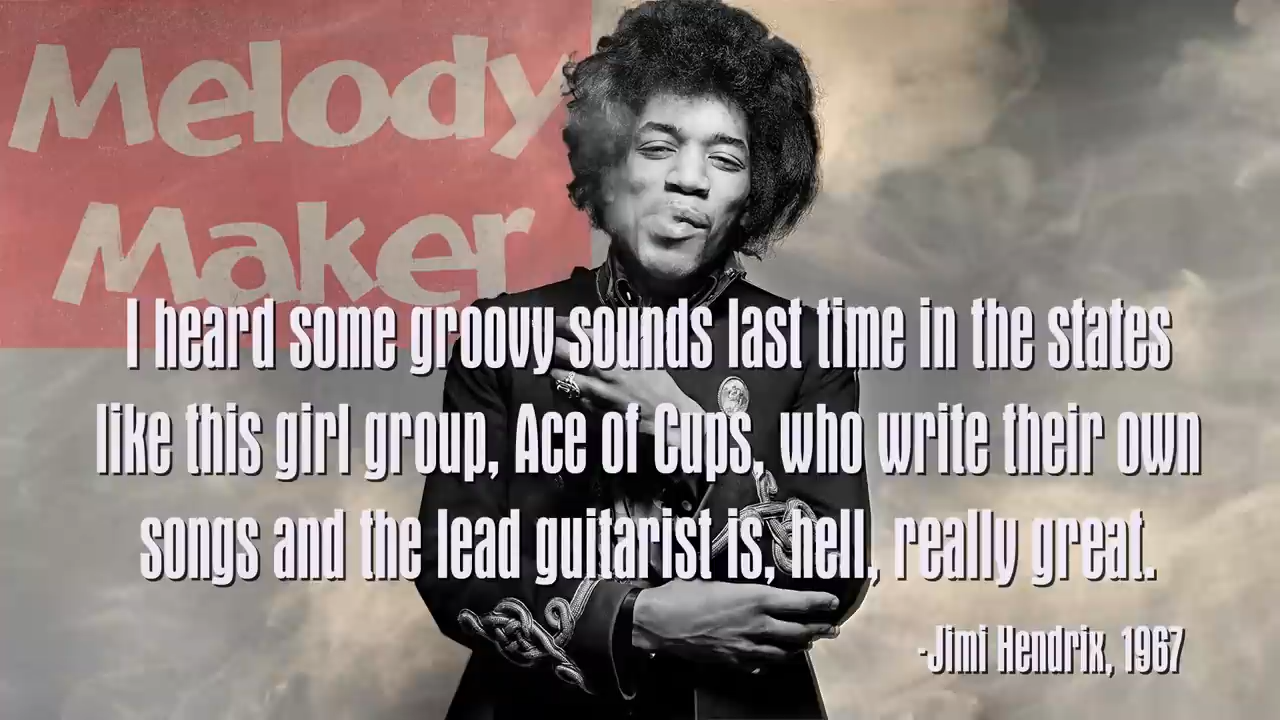 Melody
Maker
I heard some groovy sounds last time in the states
like this girl group, Ace of Cups, who write their own
songs and the lead guitarist is, hell, really great.
-Jimi Hendrix, 1967